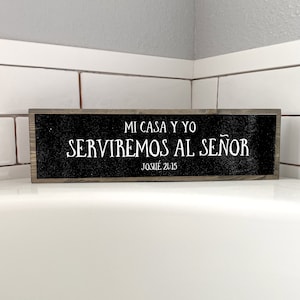 MI CASA Y YO
SERVIREMOS AL SEÑOR
JOSUÉ 24:15